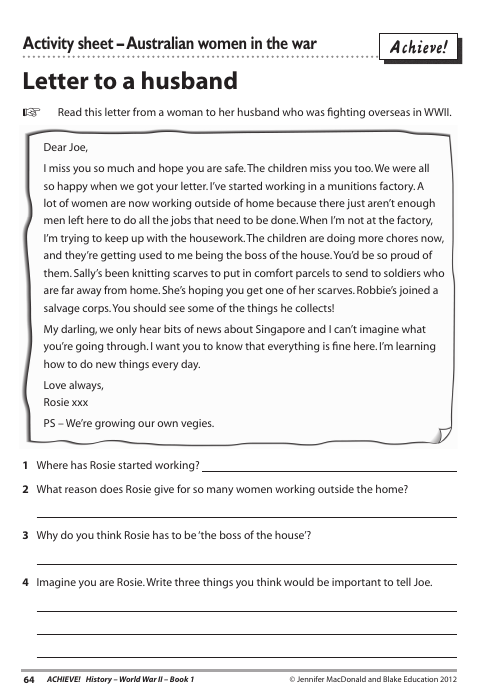 Activity sheet – Australian women in the war
Achieve!
Letter to a husband
Read this letter from a woman to her husband who was fighting overseas in WWII.
Dear Joe,
I miss you so much and hope you are safe. The children miss you too. We were all
so happy when we got your letter. I've started working in a munitions factory. A
lot of women are now working outside of home because there just aren't enough
men left here to do all the jobs that need to be done. When I'm not at the factory,
I'm trying to keep up with the housework. The children are doing more chores now,
and they're getting used to me being the boss of the house. You'd be so proud of
them. Sally's been knitting scarves to put in comfort parcels to send to soldiers who
are far away from home. She's hoping you get one of her scarves. Robbie's joined a
salvage corps. You should see some of the things he collects!
My darling, we only hear bits of news about Singapore and I can't imagine what
you're going through. I want you to know that everything is fine here. I'm learning
how to do new things every day.
Love always,
Rosie xxx
PS – We're growing our own vegies.
1 Where has Rosie started working?
2 What reason does Rosie give for so many women working outside the home?
3 Why do you think Rosie has to be 'the boss of the house'?
4 Imagine you are Rosie. Write three things you think would be important to tell Joe.
64 ACHIEVE! History – World War II – Book 1 © Jennifer MacDonald and Blake Education 2012